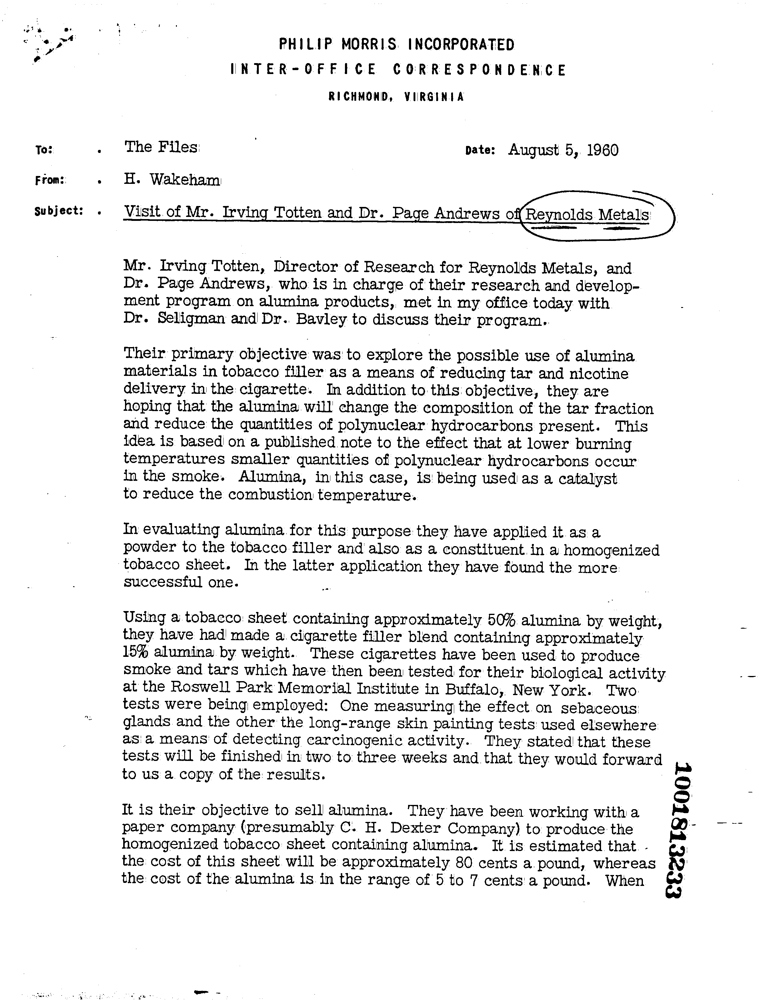 PHILIP MORRIS INCORPORATED
INTER-OFFICE CORRESPONDENCE
RICHMOND, VIRGINIA
To: . The Files Date: August 5, 1960
From: . H. Wakeham
Subject: . Visit of Mr. Irving Totten and Dr. Page Andrews of Reynolds Metals
Mr. Irving Totten, Director of Research for Reynolds Metals, and
Dr. Page Andrews, who is in charge of their research and develop-
ment program on alumina products, met in my office today with
Dr. Seligman and Dr. Bavley to discuss their program.
Their primary objective was to explore the possible use of alumina
materials in tobacco filler as a means of reducing tar and nicotine
delivery in the cigarette. In addition to this objective, they are
hoping that the alumina will change the composition of the tar fraction
and reduce the quantities of polynuclear hydrocarbons present. This
idea is based on a published note to the effect that at lower burning
temperatures smaller quantities of polynuclear hydrocarbons occur
in the smoke. Alumina, in this case, is being used as a catalyst
to reduce the combustion temperature.
In evaluating alumina for this purpose they have applied it as a
powder to the tobacco filler and also as a constituent in a homogenized
tobacco sheet. In the latter application they have found the more
successful one.
Using a tobacco sheet containing approximately 50% alumina by weight,
they have had made a cigarette filler blend containing approximately
15% alumina by weight. These cigarettes have been used to produce
smoke and tars which have then been tested for their biological activity
at the Roswell Park Memorial Institute in Buffalo, New York. Two
tests were being employed: One measuring the effect on sebaceous
glands and the other the long-range skin painting tests used elsewhere
as a means of detecting carcinogenic activity. They stated that these
tests will be finished in two to three weeks and that they would forward
to us a copy of the results.
It is their objective to sell alumina. They have been working with a
paper company (presumably C. H. Dexter Company) to produce the
homogenized tobacco sheet containing alumina. It is estimated that
the cost of this sheet will be approximately 80 cents a pound, whereas
the cost of the alumina is in the range of 5 to 7 cents a pound. When
1001813233